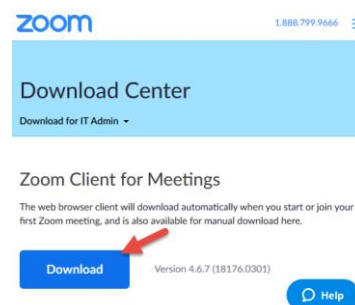 zoom
1.888.799.9666
Download Center
Download for IT Admin
Zoom Client for Meetings
The web browser client will download automatically when you start or join your
first Zoom meeting, and is also available for manual download here.
Download
Version 4.6.7 (18176.0301)
Help